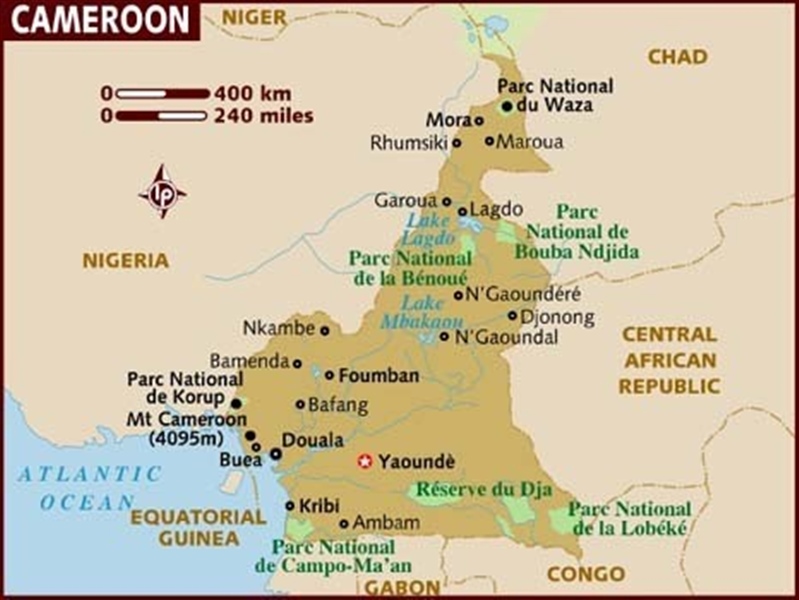 CAMEROON
NIGER
CHAD
0 400 km
0 240 miles
Parc National
du Waza
Mora
Rhumsiki
Maroua
lp
Garoua
Lagdo
Lake
Lagdo
Parc
National de
Bouba Ndjida
NIGERIA
Parc National
de la Bénoué
N'Gaoundéré
Lake
Mbakaou
Djonong
Nkambe
N'Gaoundal
CENTRAL
AFRICAN
REPUBLIC
Bamenda
Foumban
Parc National
de Korup
Bafang
Mt Cameroon
(4095m)
Douala
Buea
Yaoundè
ATLANTIC
OCEAN
Réserve du Dja
Kribi
Parc National
de la Lobéké
EQUATORIAL
GUINEA
Ambam
Parc National
de Campo-Ma'an
CONGO
GABON